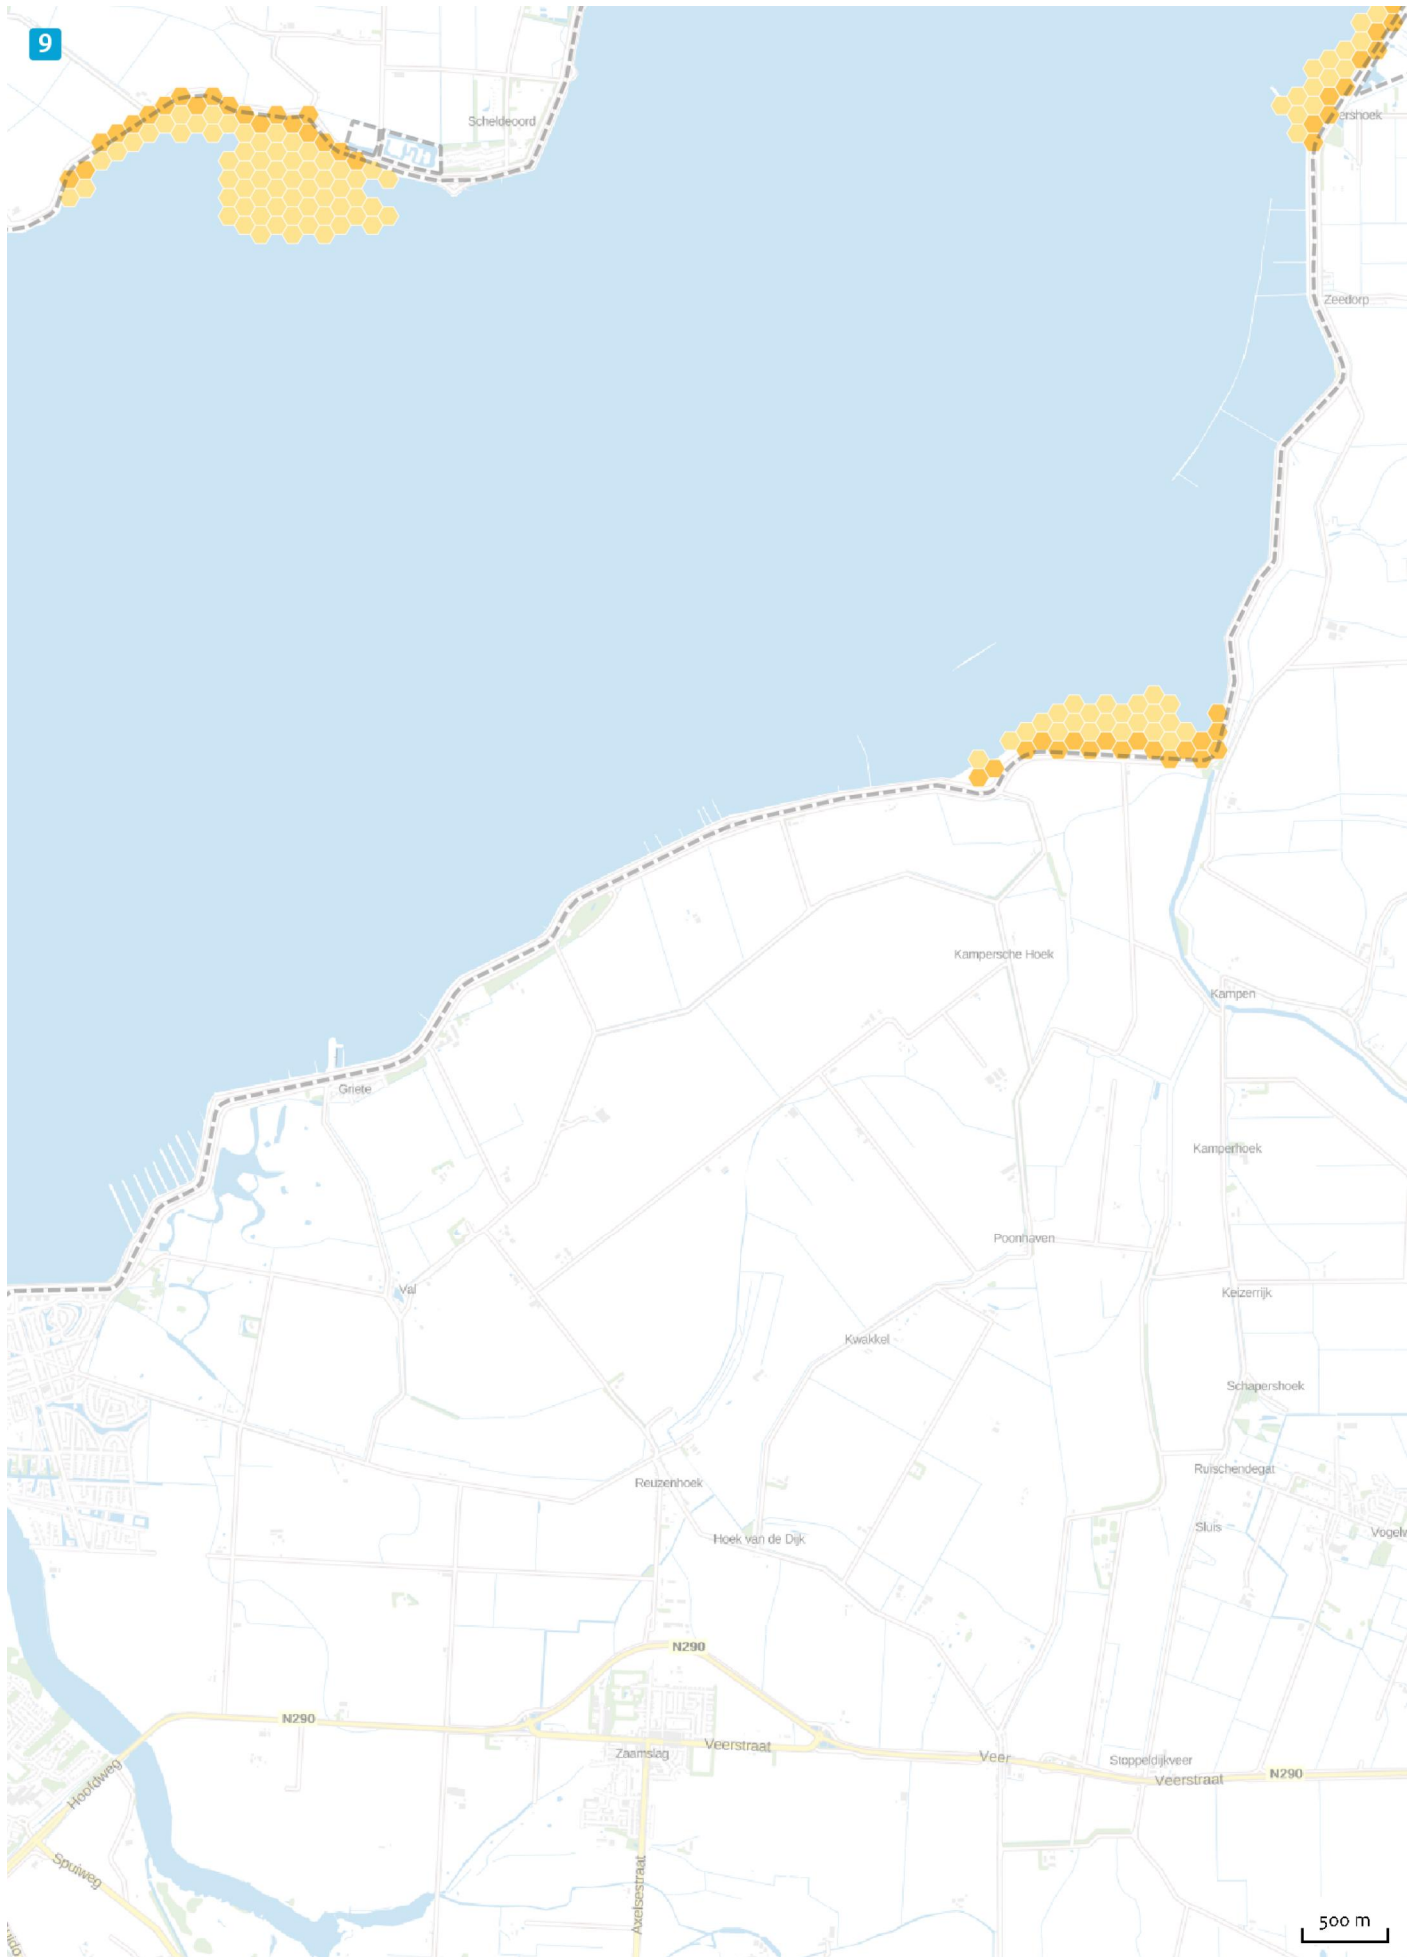 9
Scheldeoord
ershoek
Zeedorp
Kampersche Hoek
Kampen
Griete
Kamperhoek
Poonhaven
Val
Keizerrijk
Kwakkel
Schapershoek
Ruischendegat
Reuzenhoek
Sluis
Hoek van de Dijk
Vogelw
N290
N290
Zaamslag
Veerstraat
Veer
Stoppeldijkveer
Veerstraat
N290
Hoofdweg
Spuiweg
Axelsestraat
500 m